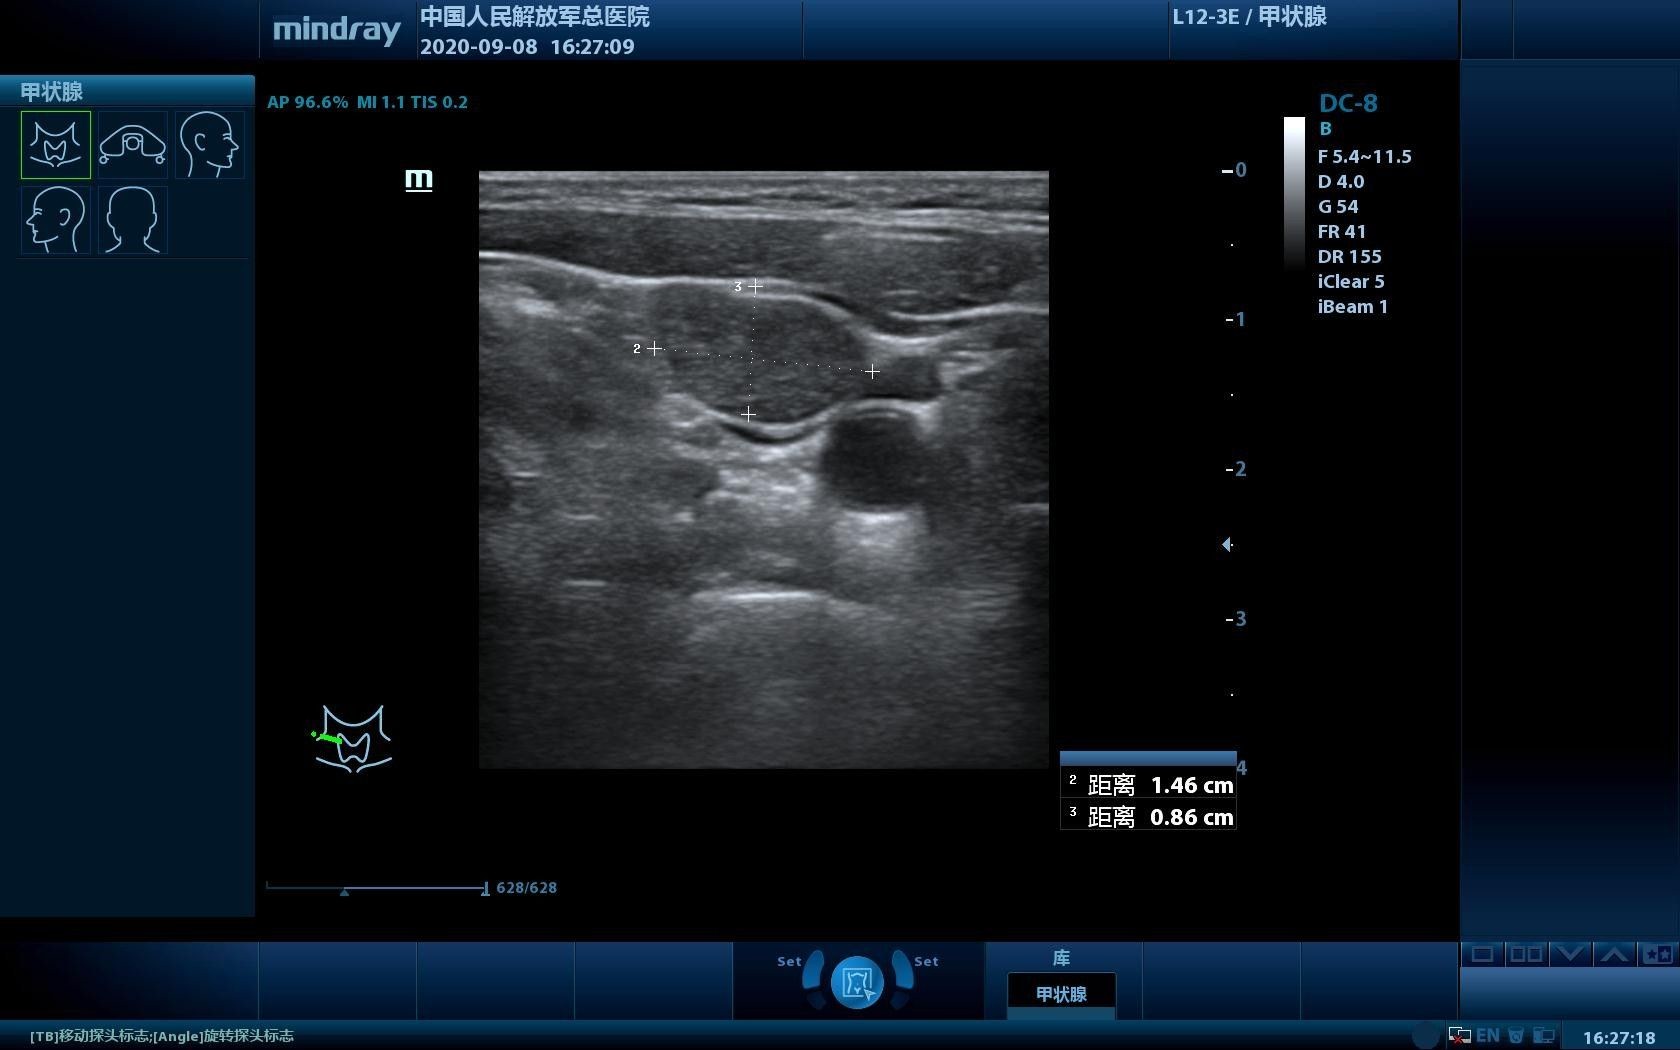 mindray
中国人民解放军总医院
2020-09-08 16:27:09
L12-3E / 甲状腺
甲状腺
AP 96.6% MI 1.1 TIS 0.2
m
DC-8
B
F 5.4~11.5
D 4.0
G 54
FR 41
DR 155
iClear 5
iBeam 1
0
1
2
3
4
3
2
2 距离 1.46 cm
3 距离 0.86 cm
628/628
Set
Set
库
甲状腺
[TB]移动探头标志;[Angle]旋转探头标志
EN
16:27:18